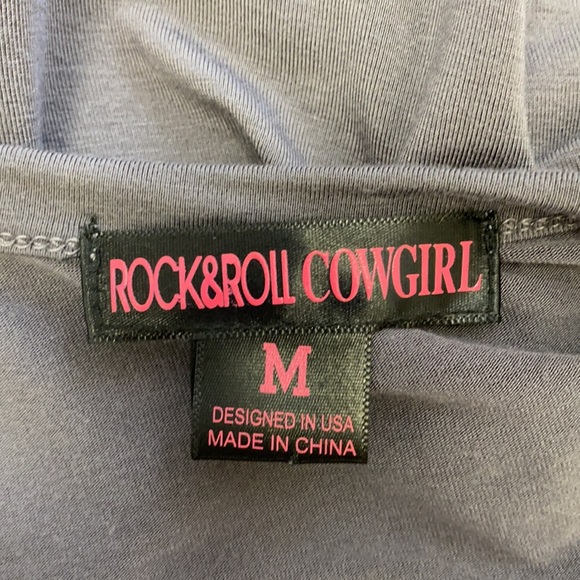 ROCK&ROLL COWGIRL
M
DESIGNED IN USA
MADE IN CHINA